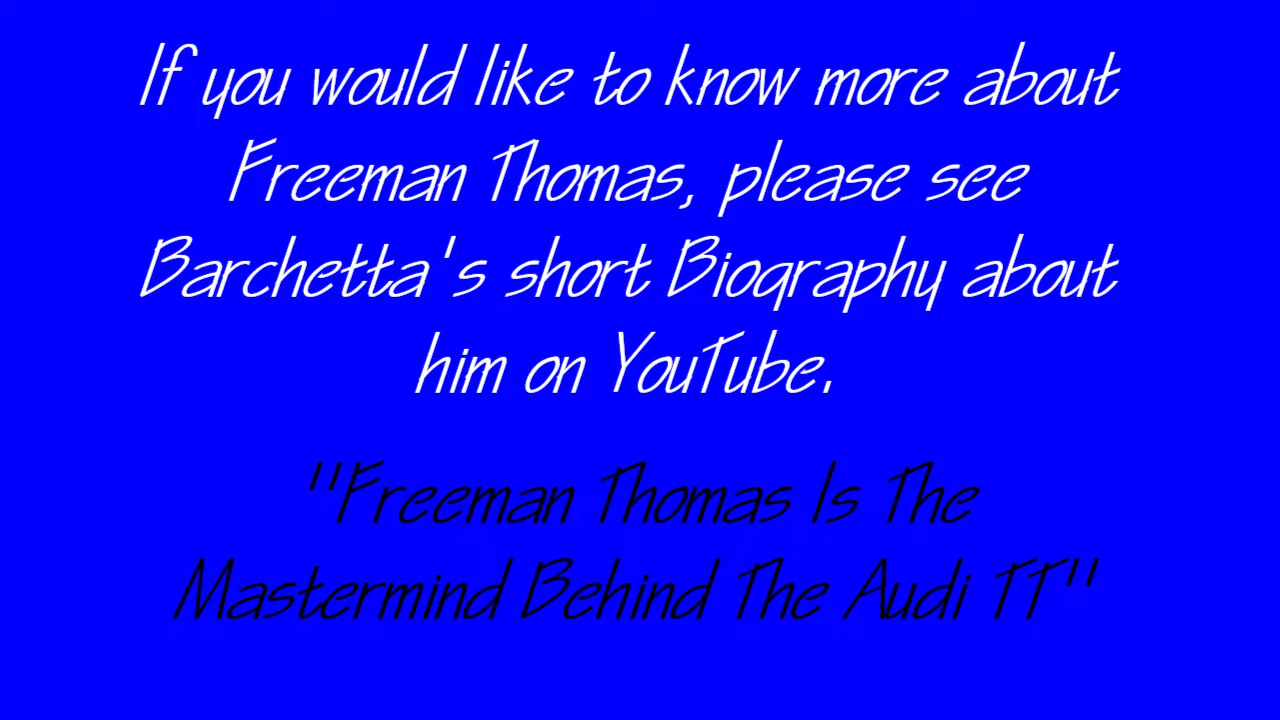 If you would like to know more about
Freeman Thomas, please see
Barchetta's short Biography about
him on YouTube.
"Freeman Thomas Is The
Mastermind Behind The Audi TT"